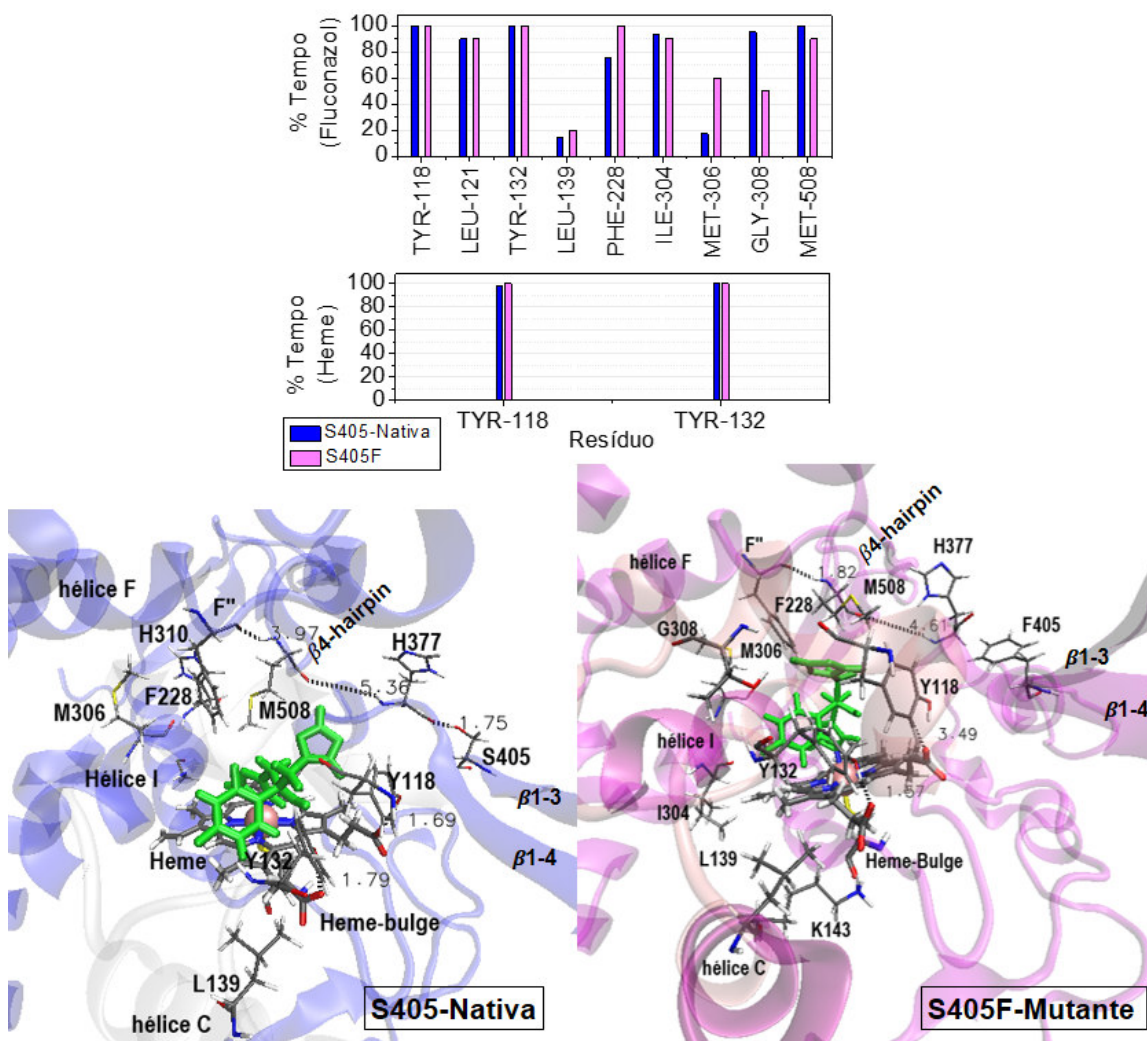 % Tempo
(Fluconazol)
100
80
60
40
20
0
TYR-118
LEU-121
TYR-132
LEU-139
PHE-228
ILE-304
MET-306
GLY-308
MET-508
% Tempo
(Heme)
100
80
60
40
20
0
TYR-118
TYR-132
Resíduo
S405-Nativa
S405F
hélice F
F"
H310
3.97
β4-hairpin
H377
F228
M306
M508
5.36
1.75
S405
Hélice I
Y118
β1-3
1.69
β1-4
Heme
Y132
1.79
Heme-bulge
L139
hélice C
S405-Nativa
β4-hairpin
hélice F
F"
1.82
M508
H377
F228
4.61
F405
G308
M306
β1-3
Y118
β1-4
hélice I
3.49
Y132
1.57
I304
L139
Heme-Bulge
K143
hélice C
S405F-Mutante